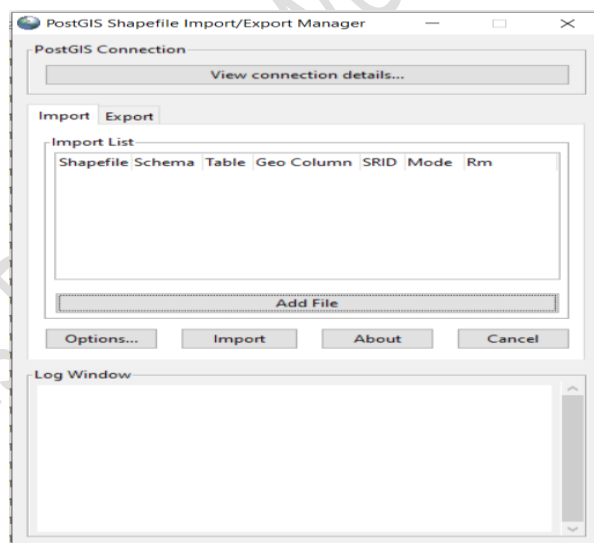 PostGIS Shapefile Import/Export Manager
PostGIS Connection
View connection details...
Import Export
Import List
Shapefile Schema Table Geo Column SRID Mode Rm
Add File
Options... Import About Cancel
Log Window